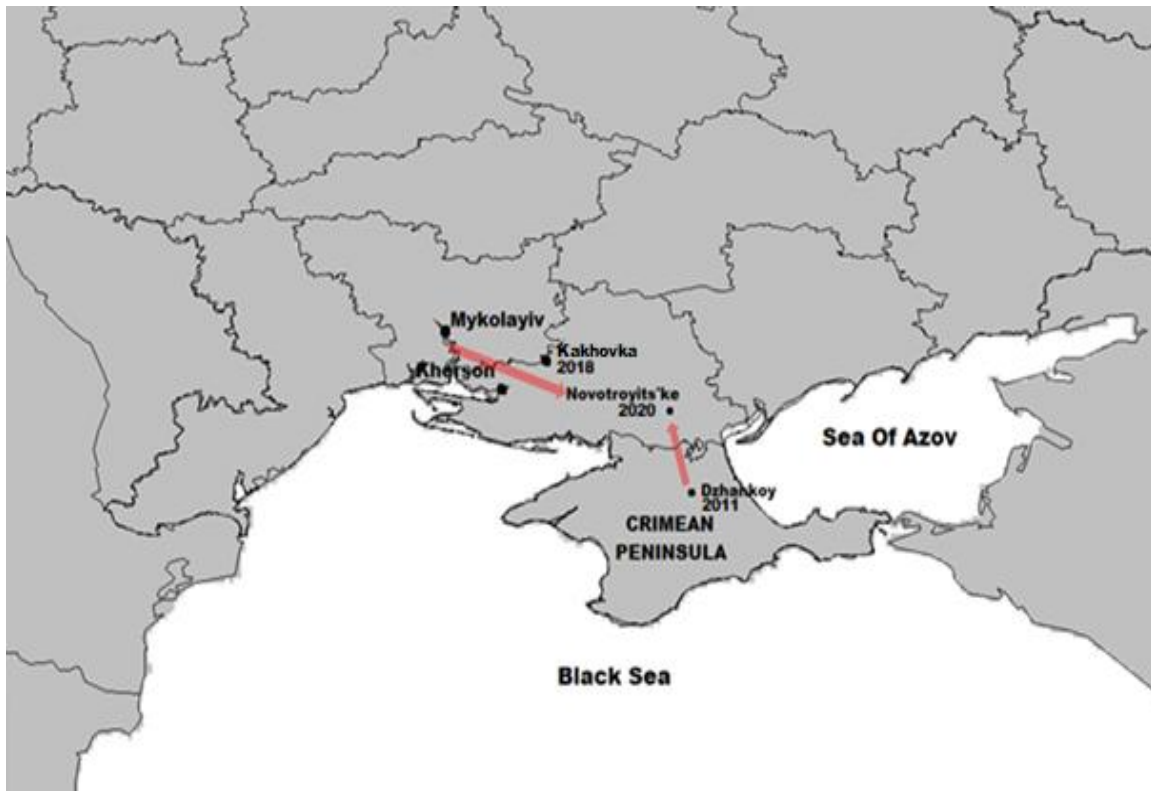 Mykolayiv
Kakhovka
2018
Kherson
Novotroyits'ke
2020
Sea Of Azov
Dzhankoy
2011
CRIMEAN
PENINSULA
Black Sea